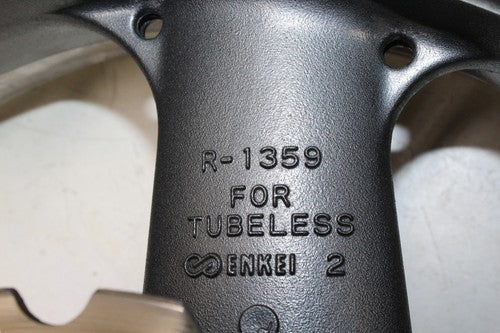 R-1359
FOR
TUBELESS
ENKEI 2